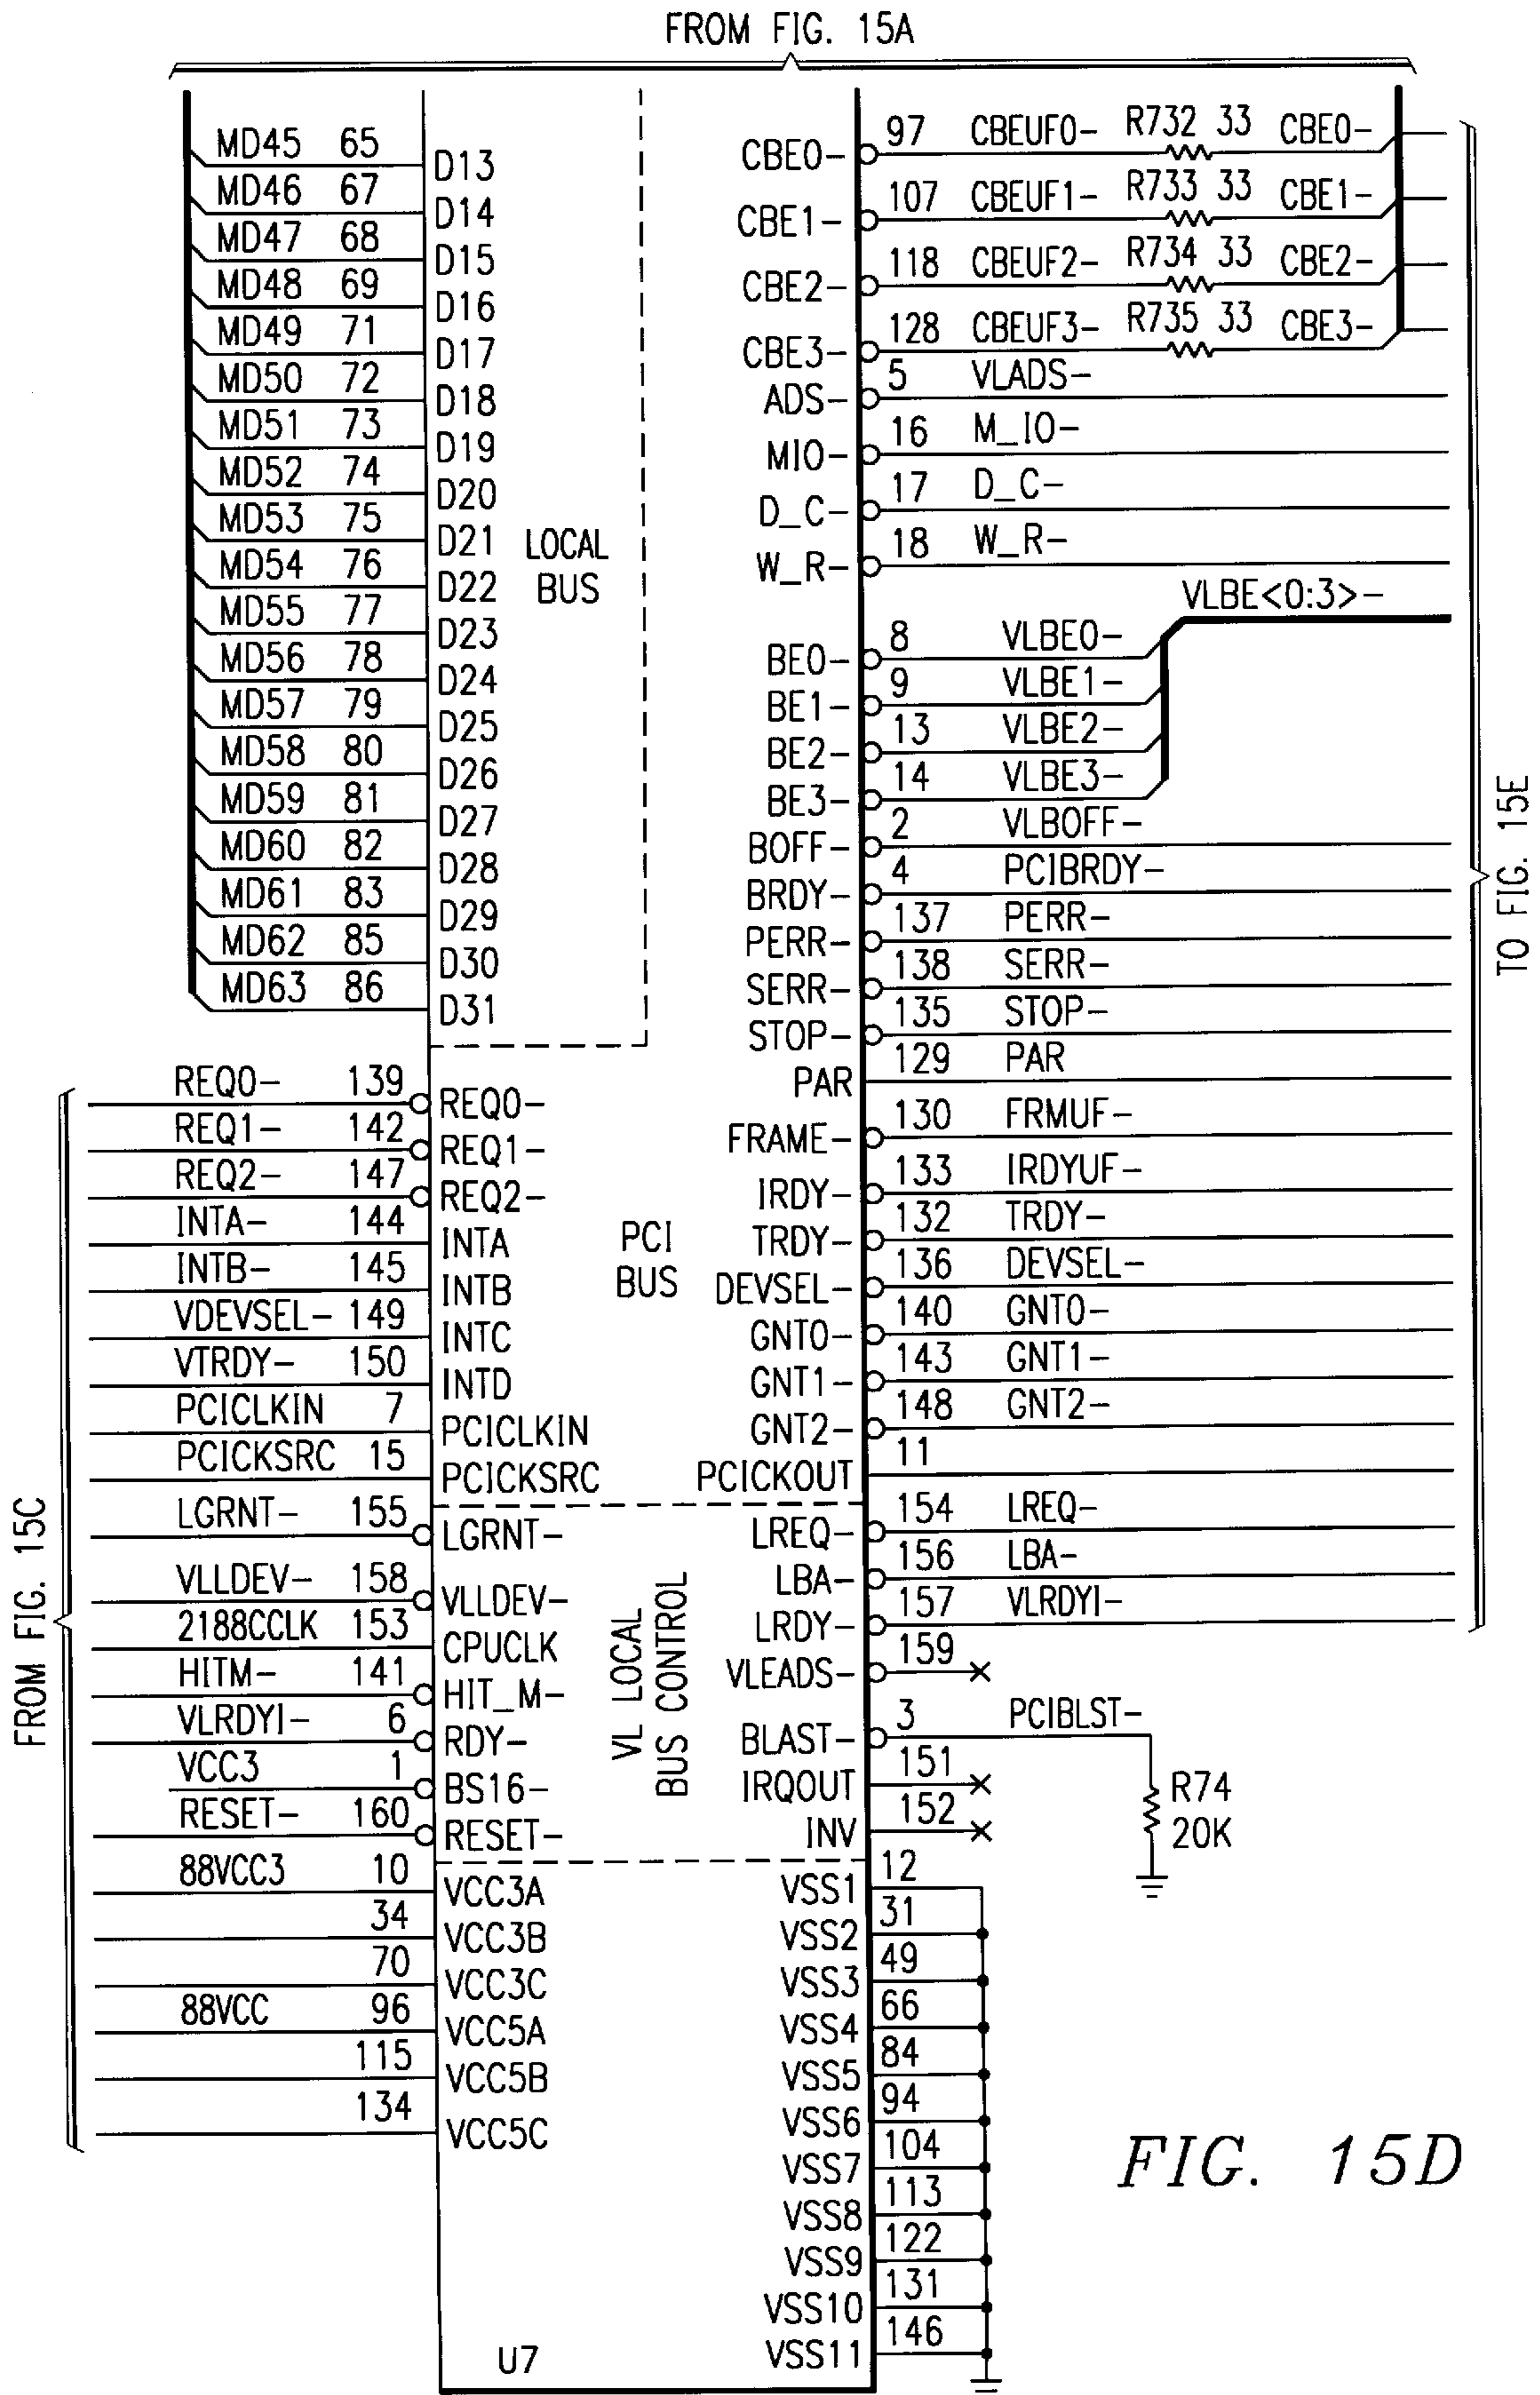 FROM FIG. 15A
MD45 65 D13
MD46 67 D14
MD47 68 D15
MD48 69 D16
MD49 71 D17
MD50 72 D18
MD51 73 D19
MD52 74 D20
MD53 75 D21
MD54 76 D22
MD55 77 D23
MD56 78 D24
MD57 79 D25
MD58 80 D26
MD59 81 D27
MD60 82 D28
MD61 83 D29
MD62 85 D30
MD63 86 D31
LOCAL
BUS
CBE0- 97 CBEUF0- R732 33 CBE0-
CBE1- 107 CBEUF1- R733 33 CBE1-
CBE2- 118 CBEUF2- R734 33 CBE2-
CBE3- 128 CBEUF3- R735 33 CBE3-
ADS- 5 VLADS-
MIO- 16 M_IO-
D_C- 17 D_C-
W_R- 18 W_R-
VLBE<0:3>-
BE0- 8 VLBE0-
BE1- 9 VLBE1-
BE2- 13 VLBE2-
BE3- 14 VLBE3-
BOFF- 2 VLBOFF-
BRDY- 4 PCIBRDY-
PERR- 137 PERR-
SERR- 138 SERR-
STOP- 135 STOP-
PAR 129 PAR
FRAME- 130 FRMUF-
IRDY- 133 IRDYUF-
TRDY- 132 TRDY-
DEVSEL- 136 DEVSEL-
GNT0- 140 GNT0-
GNT1- 143 GNT1-
GNT2- 148 GNT2-
PCICKOUT 11
TO FIG. 15E
REQ0- 139 REQ0-
REQ1- 142 REQ1-
REQ2- 147 REQ2-
INTA- 144 INTA
INTB- 145 INTB
VDEVSEL- 149 INTC
VTRDY- 150 INTD
PCICLKIN 7 PCICLKIN
PCICKSRC 15 PCICKSRC
PCI
BUS
FROM FIG. 15C
LGRNT- 155 LGRNT-
VLLDEV- 158 VLLDEV-
2188CCLK 153 CPUCLK
HITM- 141 HIT_M-
VLRDYI- 6 RDY-
VCC3 1 BS16-
RESET- 160 RESET-
VL LOCAL
BUS CONTROL
LREQ- 154 LREQ-
LBA- 156 LBA-
LRDY- 157 VLRDYI-
VLEADS- 159
BLAST- 3 PCIBLST-
IRQOUT 151
INV 152
R74
20K
88VCC3 10 VCC3A
34 VCC3B
70 VCC3C
88VCC 96 VCC5A
115 VCC5B
134 VCC5C
VSS1 12
VSS2 31
VSS3 49
VSS4 66
VSS5 84
VSS6 94
VSS7 104
VSS8 113
VSS9 122
VSS10 131
VSS11 146
U7
FIG. 15D